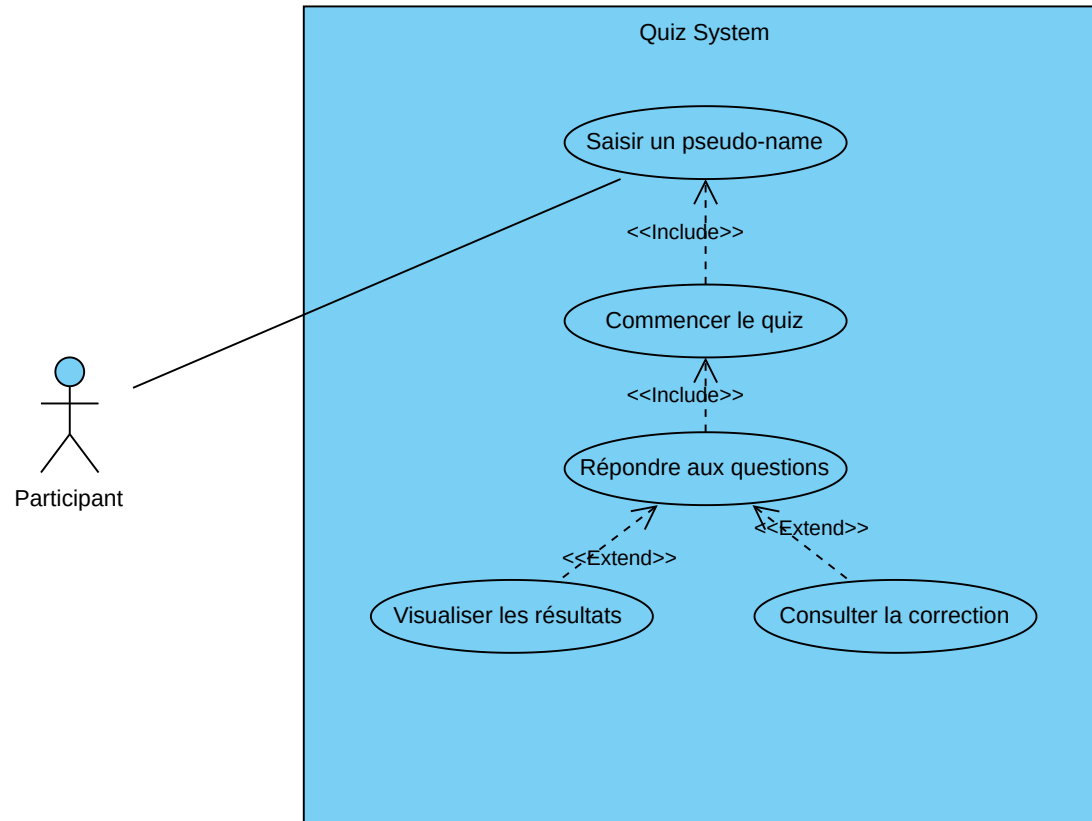 Quiz System
Saisir un pseudo-name
<<Include>>
Commencer le quiz
<<Include>>
Répondre aux questions
Participant
<<Extend>>
<<Extend>>
Visualiser les résultats
Consulter la correction